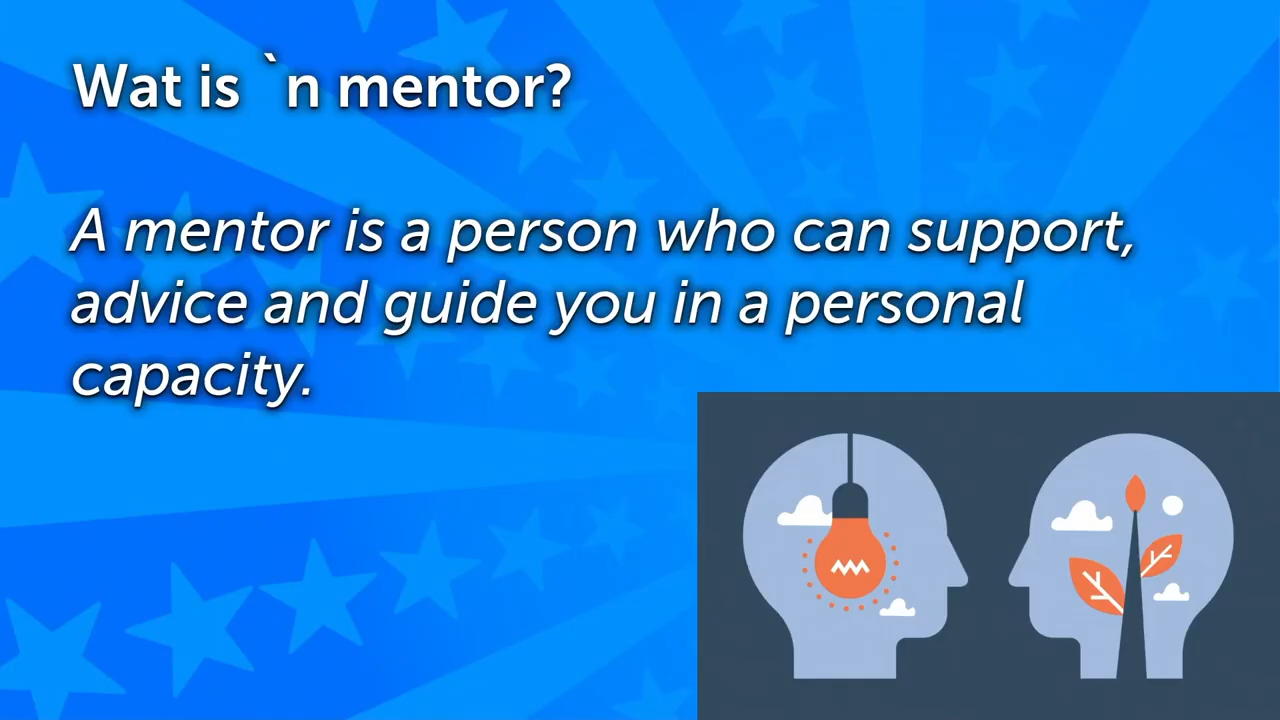 Wat is `n mentor?
A mentor is a person who can support,
advice and guide you in a personal
capacity.